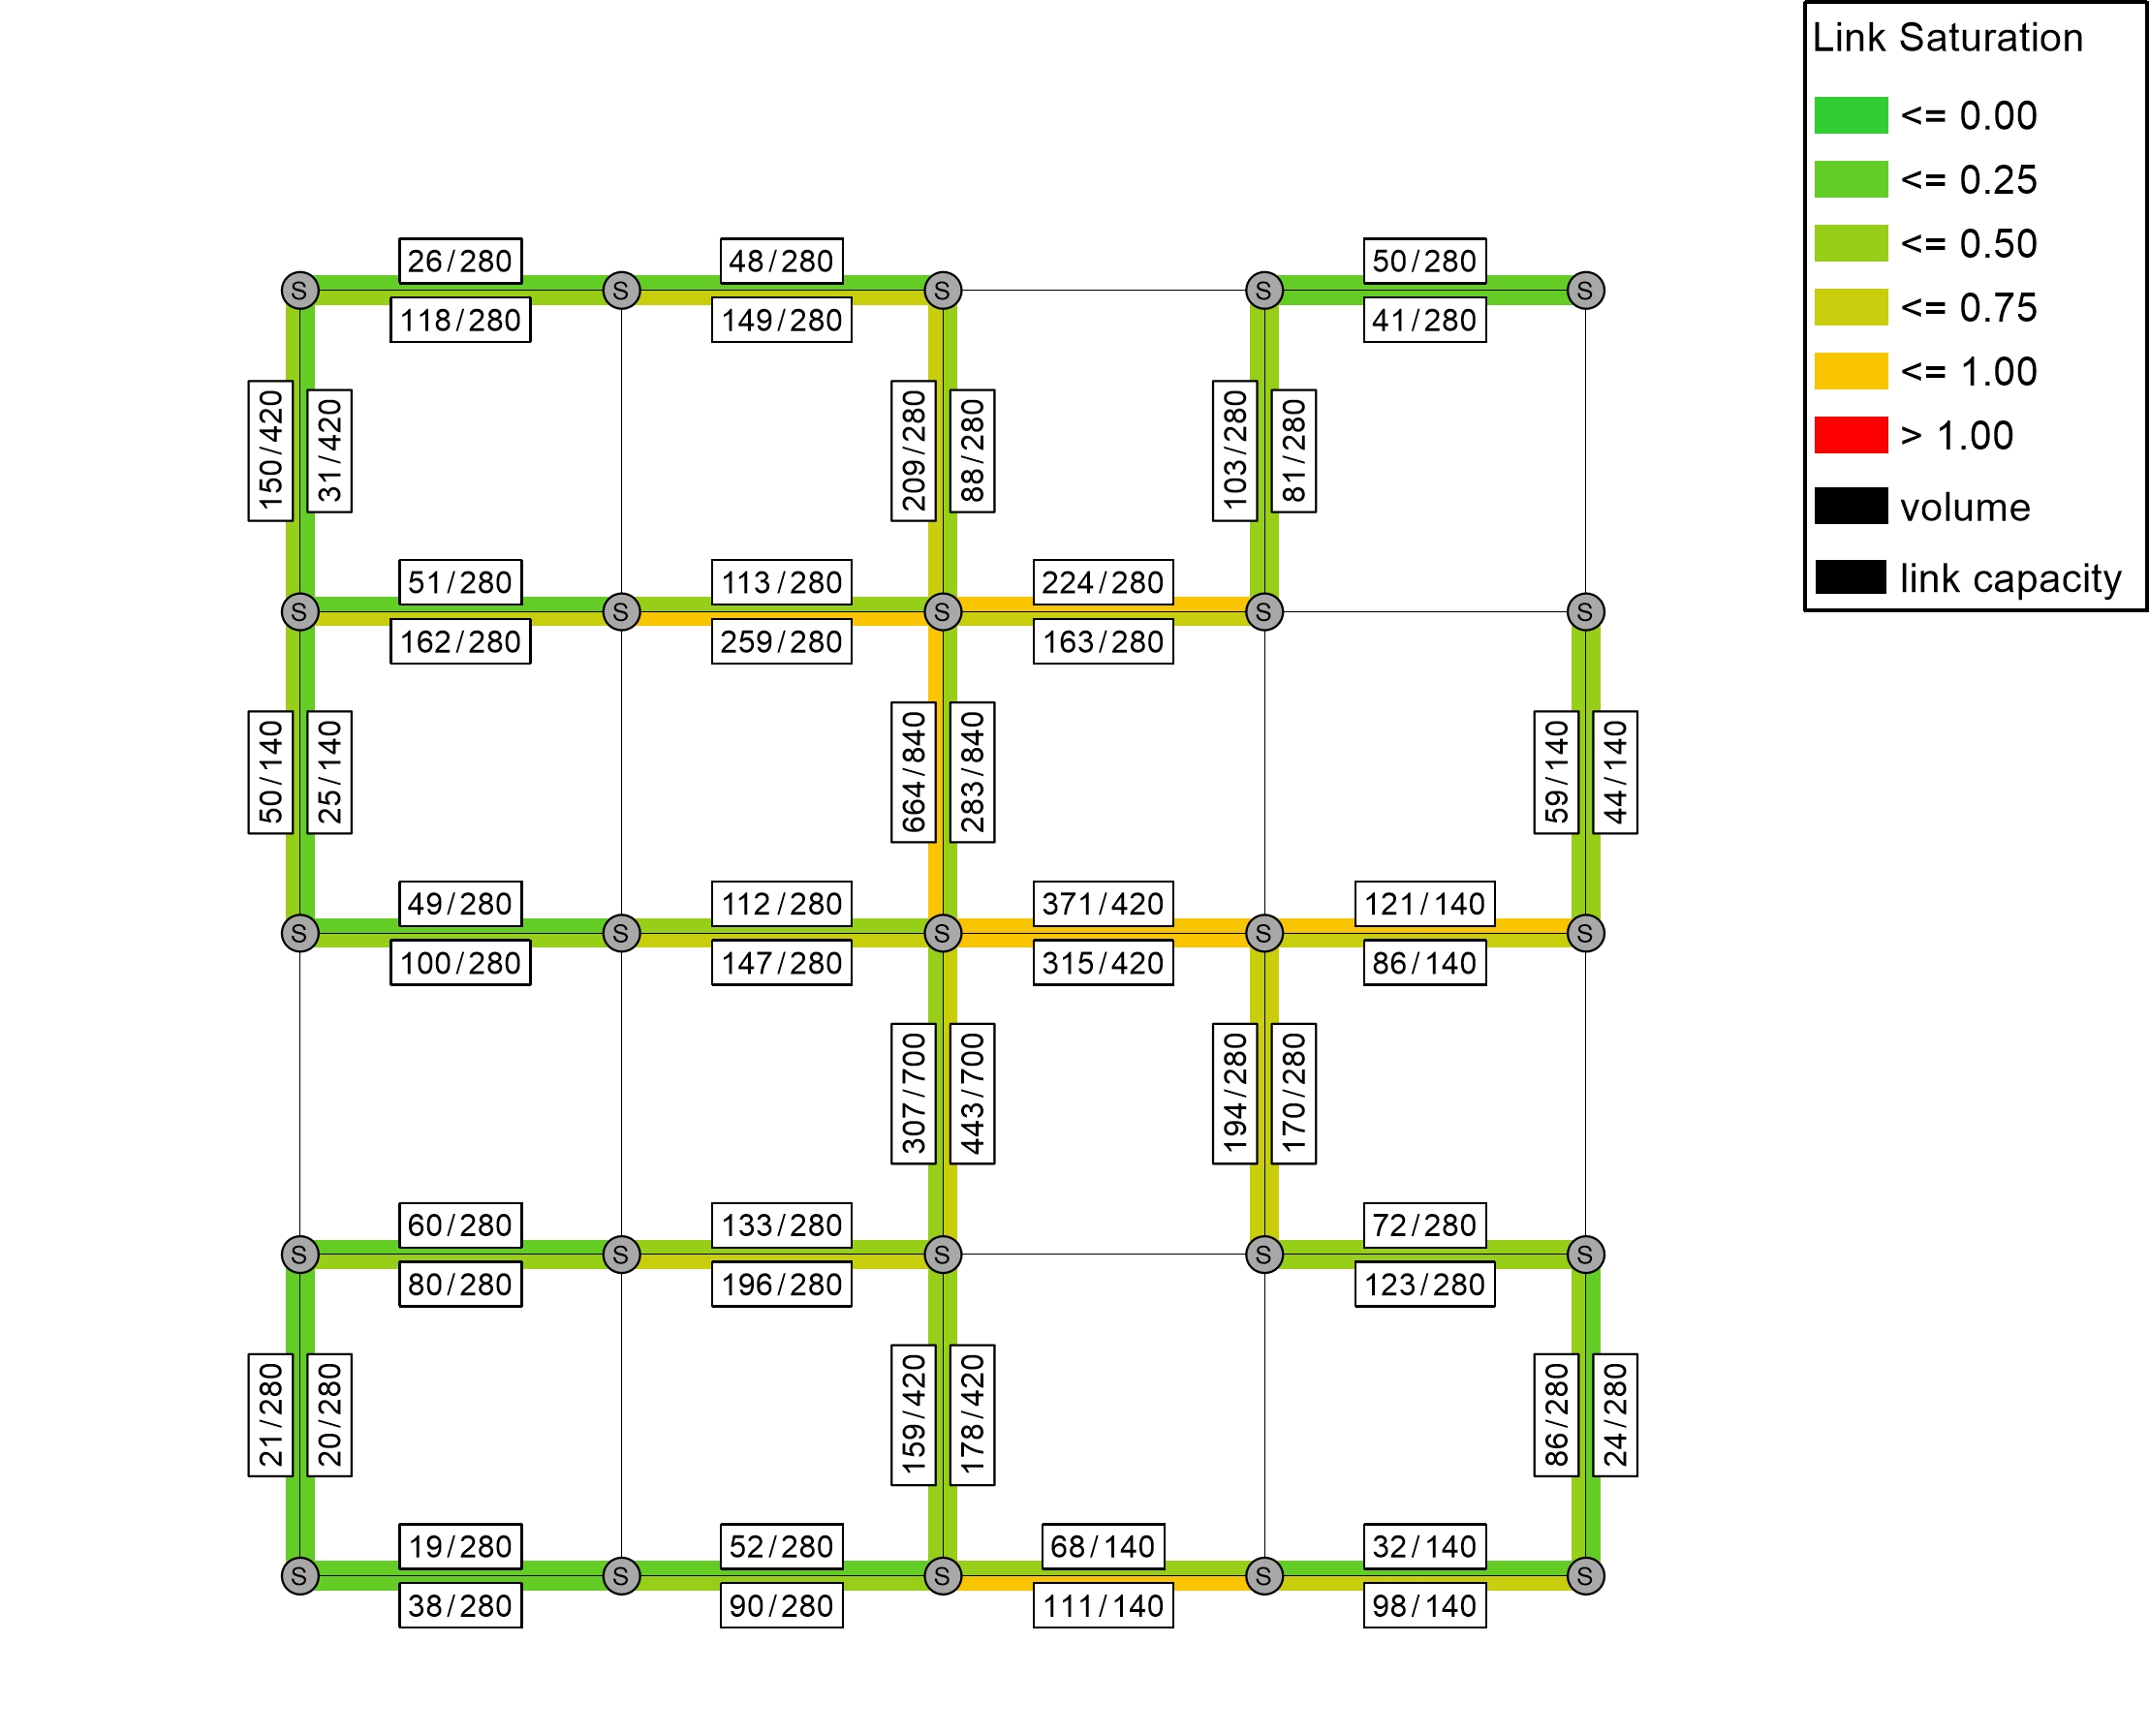 Link Saturation
<= 0.00
<= 0.25
<= 0.50
<= 0.75
<= 1.00
> 1.00
volume
link capacity
26/280
48/280
50/280
S
S
S
S
S
118/280
149/280
41/280
150/420
31/420
209/280
88/280
103/280
81/280
51/280
113/280
224/280
S
S
S
S
S
162/280
259/280
163/280
50/140
25/140
664/840
283/840
59/140
44/140
49/280
112/280
371/420
121/140
S
S
S
S
S
100/280
147/280
315/420
86/140
307/700
443/700
194/280
170/280
60/280
133/280
72/280
S
S
S
S
S
80/280
196/280
123/280
21/280
20/280
159/420
178/420
86/280
24/280
19/280
52/280
68/140
32/140
S
S
S
S
S
38/280
90/280
111/140
98/140